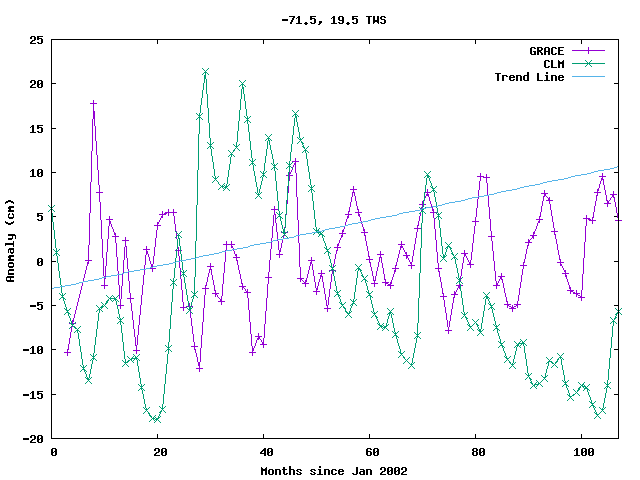 -71.5, 19.5 TWS
GRACE
CLM
Trend Line
25
20
15
10
5
0
-5
-10
-15
-20
Anomaly (cm)
0 20 40 60 80 100
Months since Jan 2002